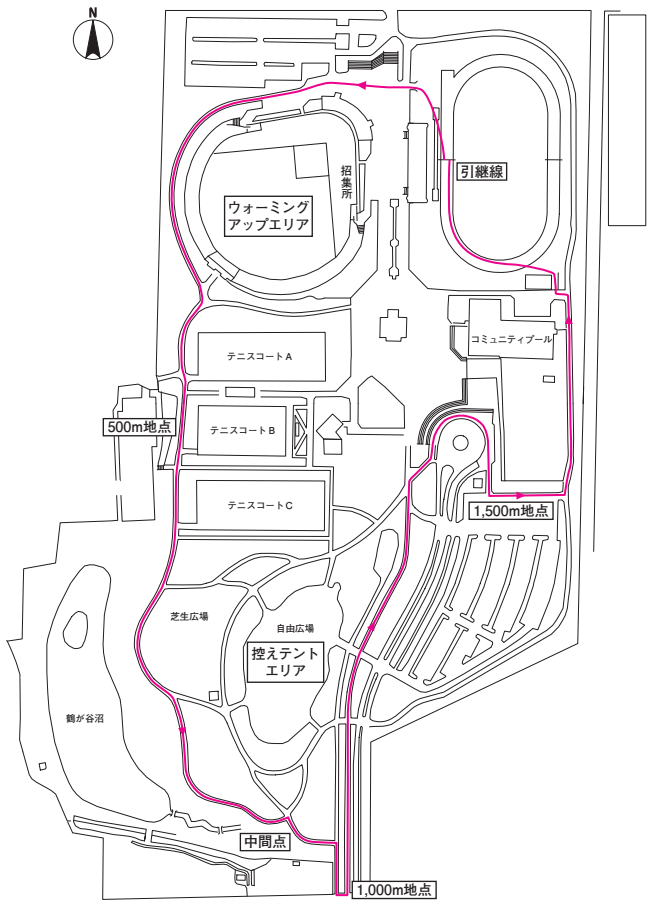 N
引継線
招集所
ウォーミング
アップエリア
コミュニティプール
テニスコートA
500m地点
テニスコートB
テニスコートC
1,500m地点
芝生広場
自由広場
控えテント
エリア
鶴が谷沼
中間点
1,000m地点